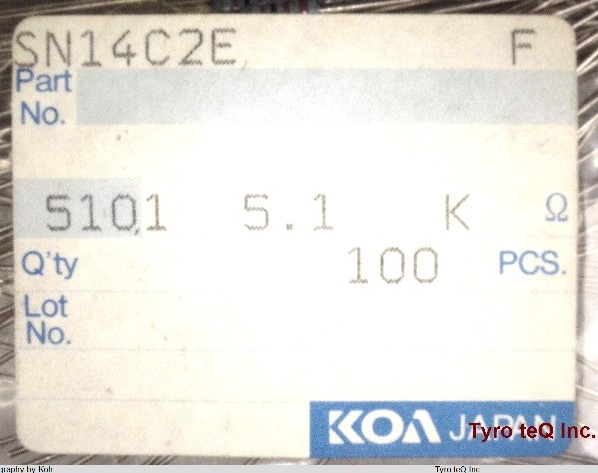 SN14C2E F
Part
No.
5101 5.1 K Ω
Q'ty 100 PCS.
Lot
No.
KOA JAPAN
Tyro teQ Inc.
graphy by Koh Tyro teQ Inc